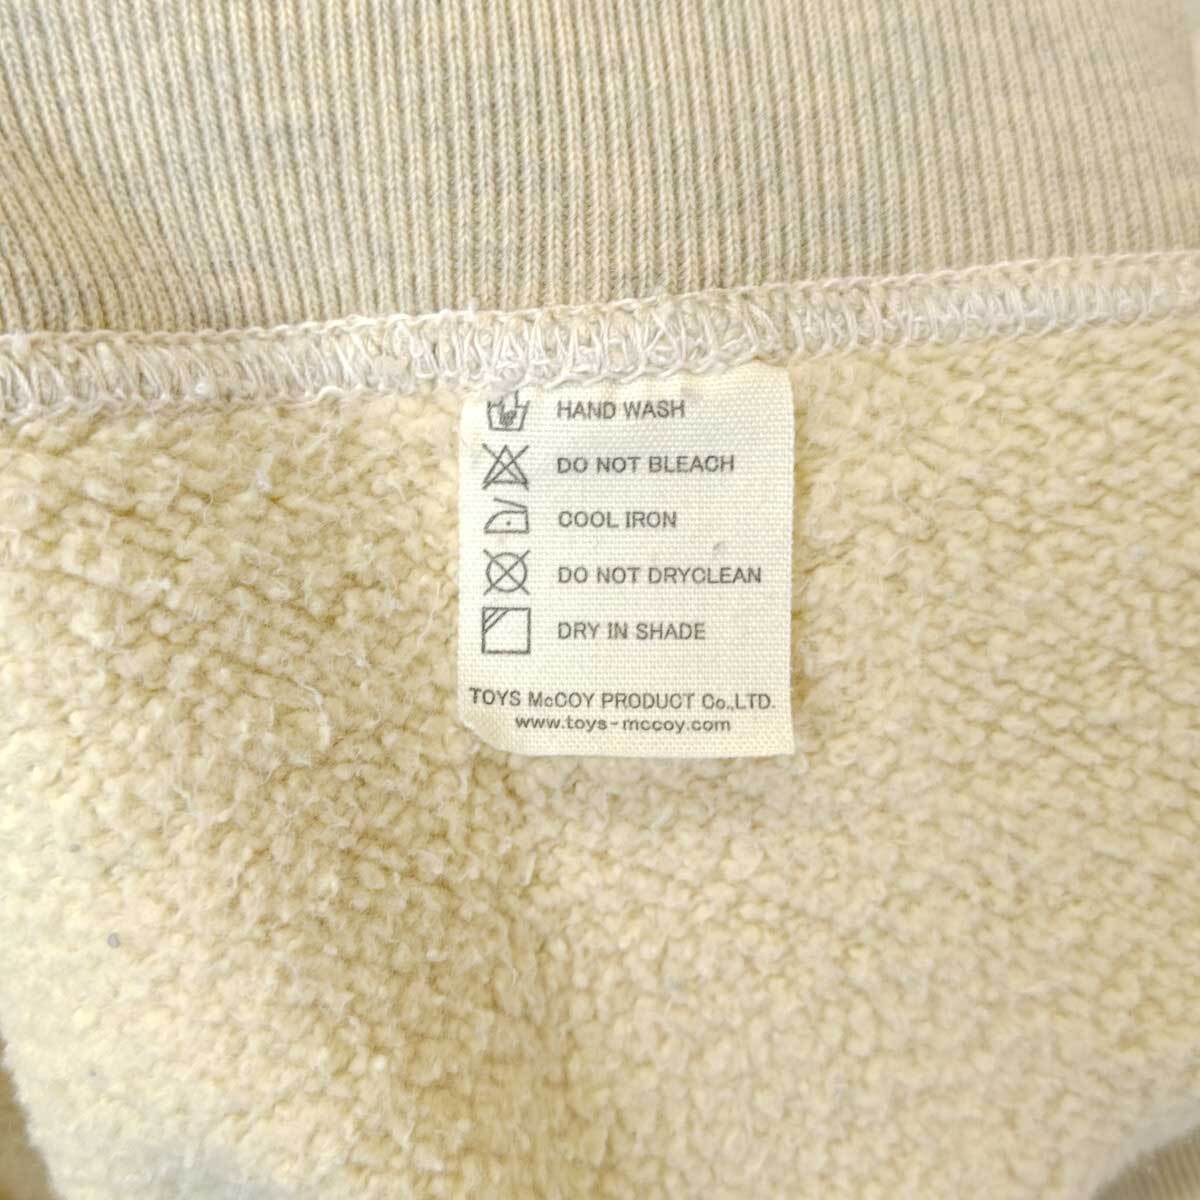 HAND WASH
DO NOT BLEACH
COOL IRON
DO NOT DRYCLEAN
DRY IN SHADE
TOYS McCOY PRODUCT Co.,LTD.
www.toys-mccoy.com